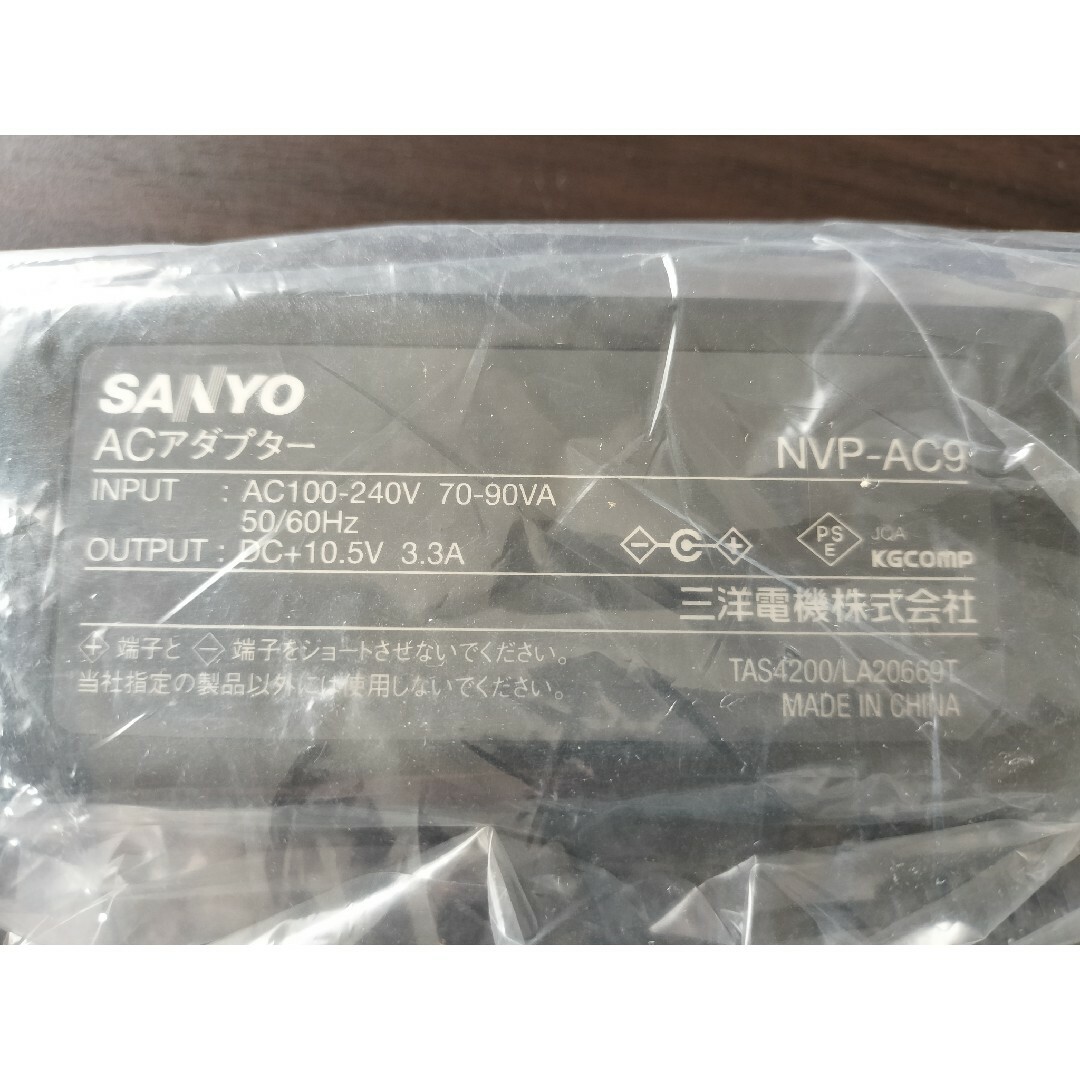 SANYO
ACアダプター NVP-AC9
INPUT : AC100-240V 70-90VA
50/60Hz
OUTPUT : DC+10.5V 3.3A
PS
E
JQA
KGCOMP
三洋電機株式会社
+ 端子と - 端子をショートさせないでください。
当社指定の製品以外には使用しないでください。
TAS4200/LA20669T
MADE IN CHINA